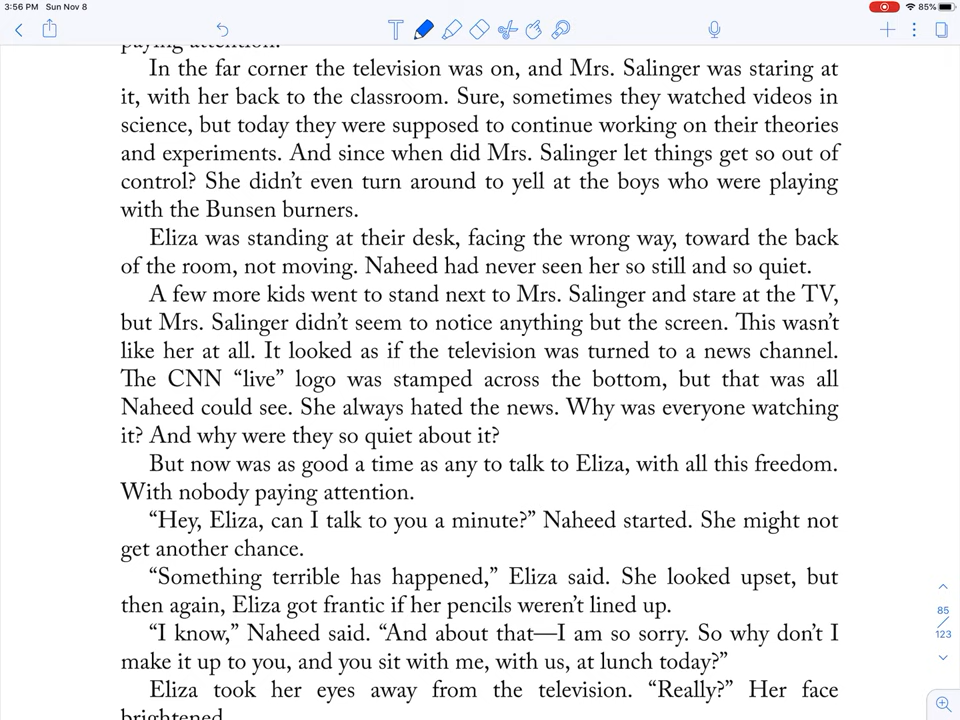 3:56 PM Sun Nov 8
85%
paying attention.
In the far corner the television was on, and Mrs. Salinger was staring at
it, with her back to the classroom. Sure, sometimes they watched videos in
science, but today they were supposed to continue working on their theories
and experiments. And since when did Mrs. Salinger let things get so out of
control? She didn’t even turn around to yell at the boys who were playing
with the Bunsen burners.
Eliza was standing at their desk, facing the wrong way, toward the back
of the room, not moving. Naheed had never seen her so still and so quiet.
A few more kids went to stand next to Mrs. Salinger and stare at the TV,
but Mrs. Salinger didn’t seem to notice anything but the screen. This wasn’t
like her at all. It looked as if the television was turned to a news channel.
The CNN “live” logo was stamped across the bottom, but that was all
Naheed could see. She always hated the news. Why was everyone watching
it? And why were they so quiet about it?
But now was as good a time as any to talk to Eliza, with all this freedom.
With nobody paying attention.
“Hey, Eliza, can I talk to you a minute?” Naheed started. She might not
get another chance.
“Something terrible has happened,” Eliza said. She looked upset, but
then again, Eliza got frantic if her pencils weren’t lined up.
“I know,” Naheed said. “And about that—I am so sorry. So why don’t I
make it up to you, and you sit with me, with us, at lunch today?”
Eliza took her eyes away from the television. “Really?” Her face
brightened.
85
/
123